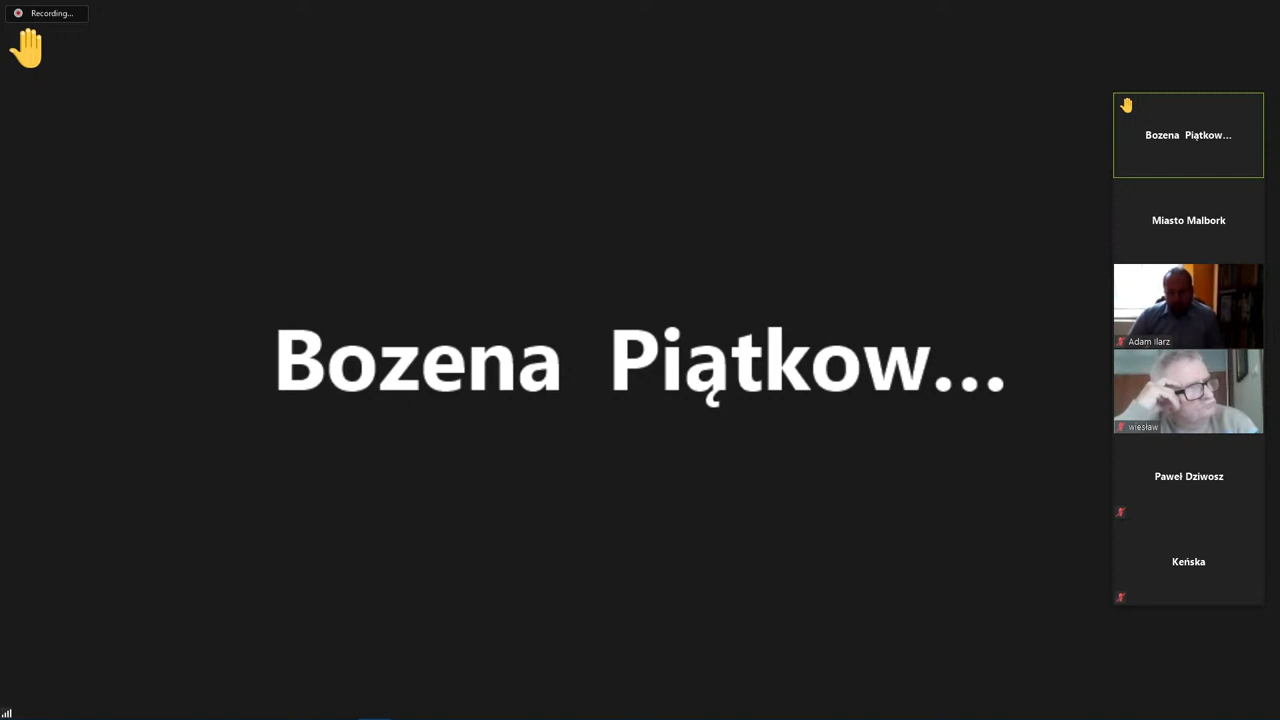 Recording...
Bozena Piątkow...
Bozena Piątkow...
Miasto Malbork
Adam Ilarz
wiesław
Paweł Dziwosz
Keńska